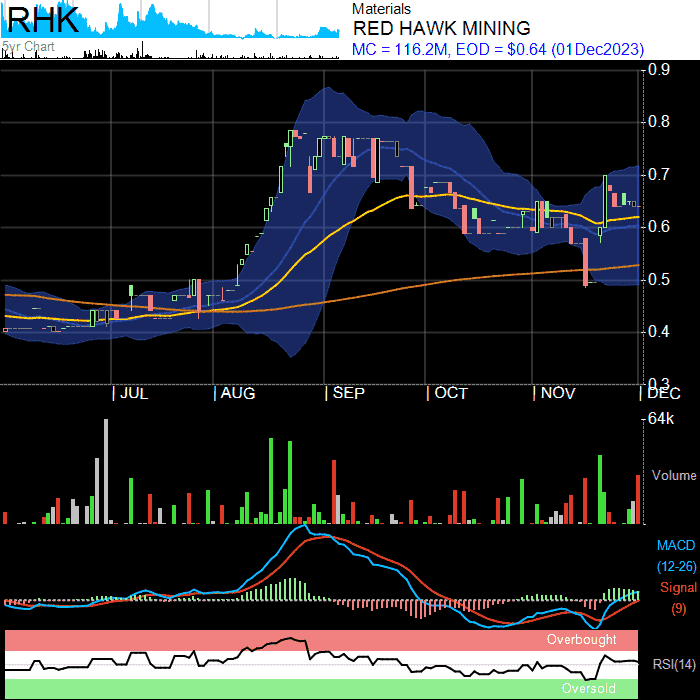 RHK
5yr Chart
Materials
RED HAWK MINING
MC = 116.2M, EOD = $0.64 (01Dec2023)
0.9
0.8
0.7
0.6
0.5
0.4
0.3
JUL AUG SEP OCT NOV DEC
64k
Volume
MACD
(12-26)
Signal
(9)
Overbought
RSI(14)
Oversold